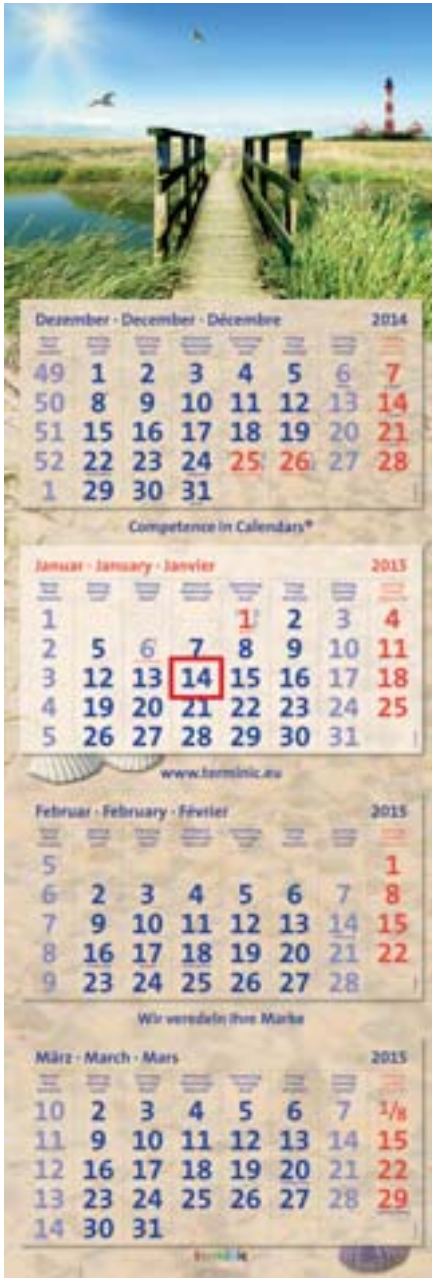 Dezember · December · Décembre 2014
49 1 2 3 4 5 6 7
50 8 9 10 11 12 13 14
51 15 16 17 18 19 20 21
52 22 23 24 25 26 27 28
1 29 30 31
Competence in Calendars®
Januar · January · Janvier 2015
1 1 2 3 4
2 5 6 7 8 9 10 11
3 12 13 14 15 16 17 18
4 19 20 21 22 23 24 25
5 26 27 28 29 30 31
www.terminic.eu
Februar · February · Février 2015
5 1
6 2 3 4 5 6 7 8
7 9 10 11 12 13 14 15
8 16 17 18 19 20 21 22
9 23 24 25 26 27 28
Wir veredeln Ihre Marke
März · March · Mars 2015
10 2 3 4 5 6 7 1/8
11 9 10 11 12 13 14 15
12 16 17 18 19 20 21 22
13 23 24 25 26 27 28 29
14 30 31
terminic